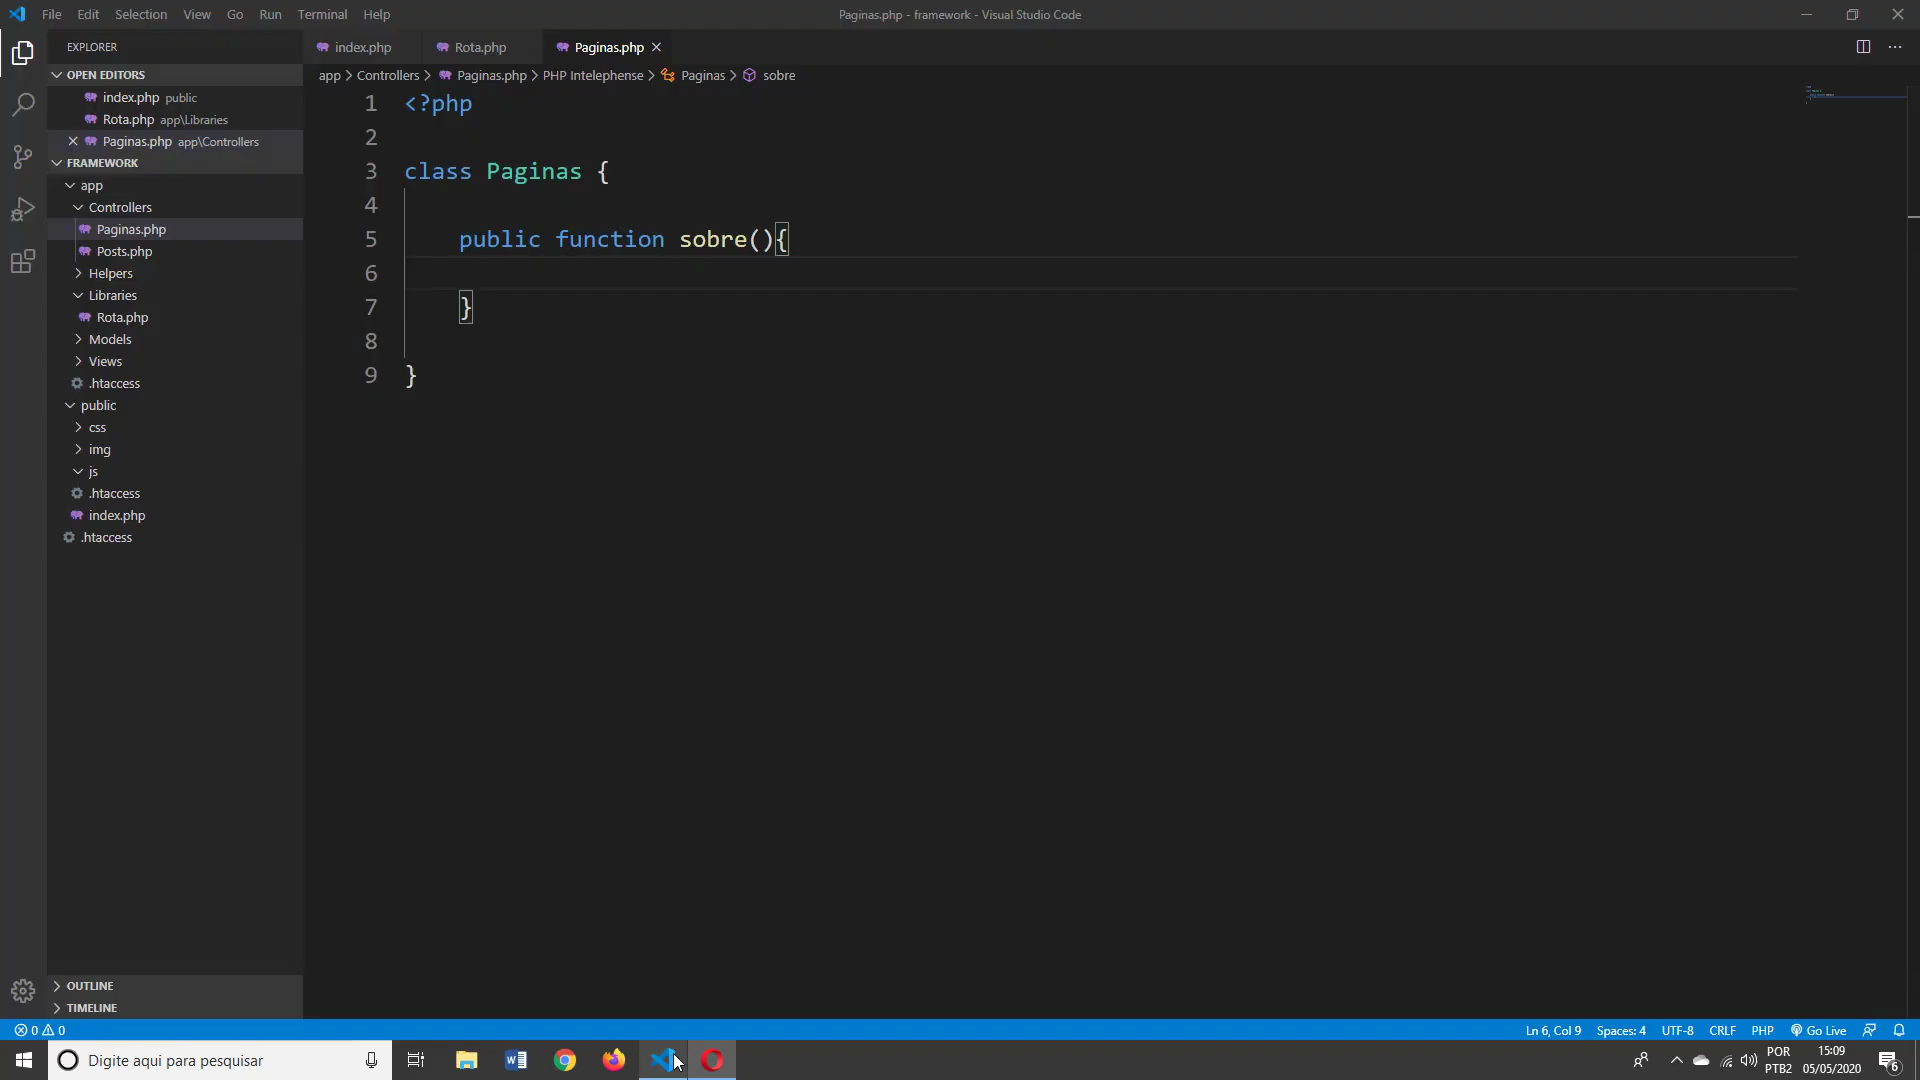 File Edit Selection View Go Run Terminal Help
Paginas.php - framework - Visual Studio Code
EXPLORER
OPEN EDITORS
index.php public
Rota.php app\Libraries
Paginas.php app\Controllers
FRAMEWORK
app
Controllers
Paginas.php
Posts.php
Helpers
Libraries
Rota.php
Models
Views
.htaccess
public
css
img
js
.htaccess
index.php
.htaccess
OUTLINE
TIMELINE
index.php Rota.php Paginas.php
app > Controllers > Paginas.php > PHP Intelephense > Paginas > sobre
1 <?php
2
3 class Paginas {
4
5 public function sobre(){
6
7 }
8
9 }
0 0
Ln 6, Col 9 Spaces: 4 UTF-8 CRLF PHP Go Live
Digite aqui para pesquisar
POR
PTB2
15:09
05/05/2020
6